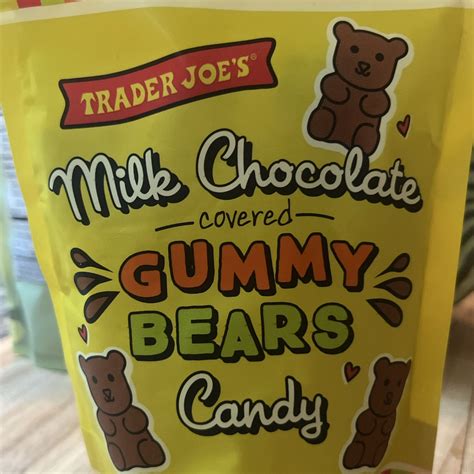 TRADER JOE'S®
Milk Chocolate
covered
GUMMY
BEARS
Candy